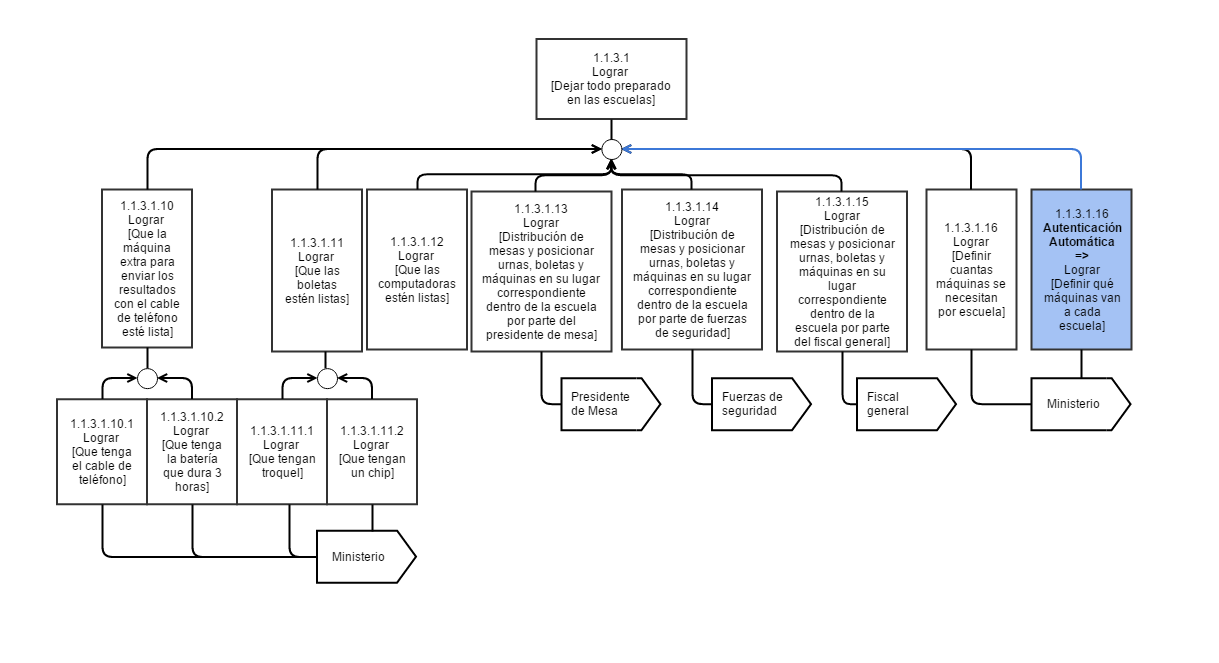 1.1.3.1
Lograr
[Dejar todo preparado
en las escuelas]
1.1.3.1.10
Lograr
[Que la
máquina
extra para
enviar los
resultados
con el cable
de teléfono
esté lista]
1.1.3.1.11
Lograr
[Que las
boletas
estén listas]
1.1.3.1.12
Lograr
[Que las
computadoras
estén listas]
1.1.3.1.13
Lograr
[Distribución de
mesas y posicionar
urnas, boletas y
máquinas en su lugar
correspondiente
dentro de la escuela
por parte del
presidente de mesa]
1.1.3.1.14
Lograr
[Distribución de
mesas y posicionar
urnas, boletas y
máquinas en su lugar
correspondiente
dentro de la escuela
por parte de fuerzas
de seguridad]
1.1.3.1.15
Lograr
[Distribución de
mesas y posicionar
urnas, boletas y
máquinas en su
lugar
correspondiente
dentro de la
escuela por parte
del fiscal general]
1.1.3.1.16
Lograr
[Definir
cuantas
máquinas se
necesitan
por escuela]
1.1.3.1.16
Autenticación
Automática
=>
Lograr
[Definir qué
máquinas van
a cada
escuela]
Presidente
de Mesa
Fuerzas de
seguridad
Fiscal
general
Ministerio
1.1.3.1.10.1
Lograr
[Que tenga
el cable de
teléfono]
1.1.3.1.10.2
Lograr
[Que tenga
la batería
que dura 3
horas]
1.1.3.1.11.1
Lograr
[Que tengan
troquel]
1.1.3.1.11.2
Lograr
[Que tengan
un chip]
Ministerio